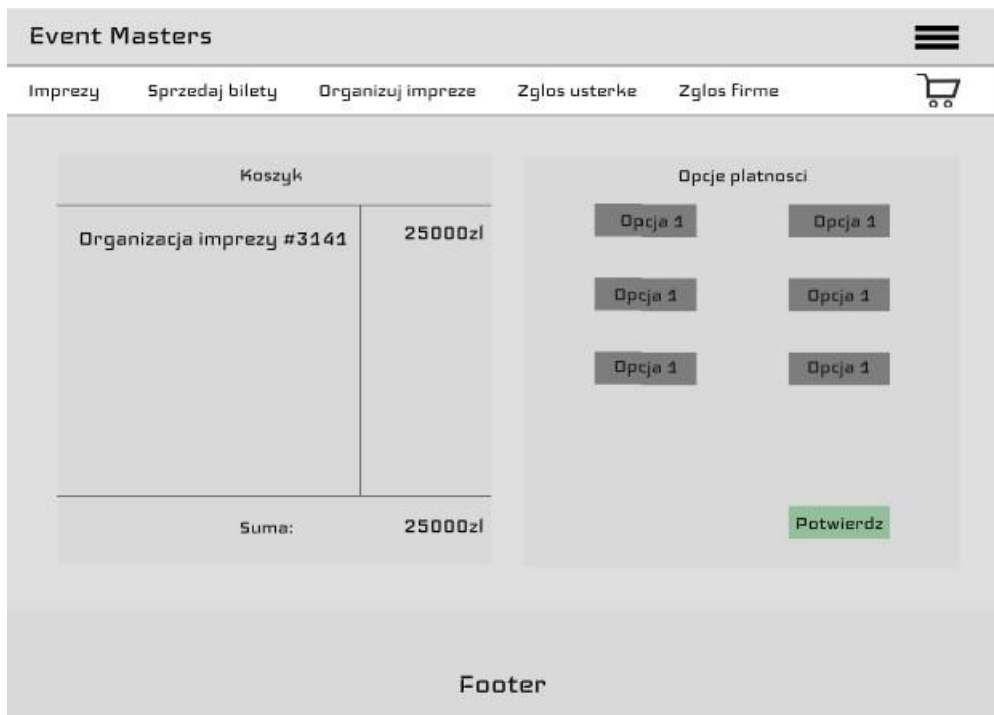 Event Masters
Imprezy Sprzedaj bilety Organizuj impreze Zglos usterke Zglos firme
Koszyk
Organizacja imprezy #3141 25000zl
Suma: 25000zl
Opcje platnosci
Opcja 1 Opcja 1
Opcja 1 Opcja 1
Opcja 1 Opcja 1
Potwierdz
Footer